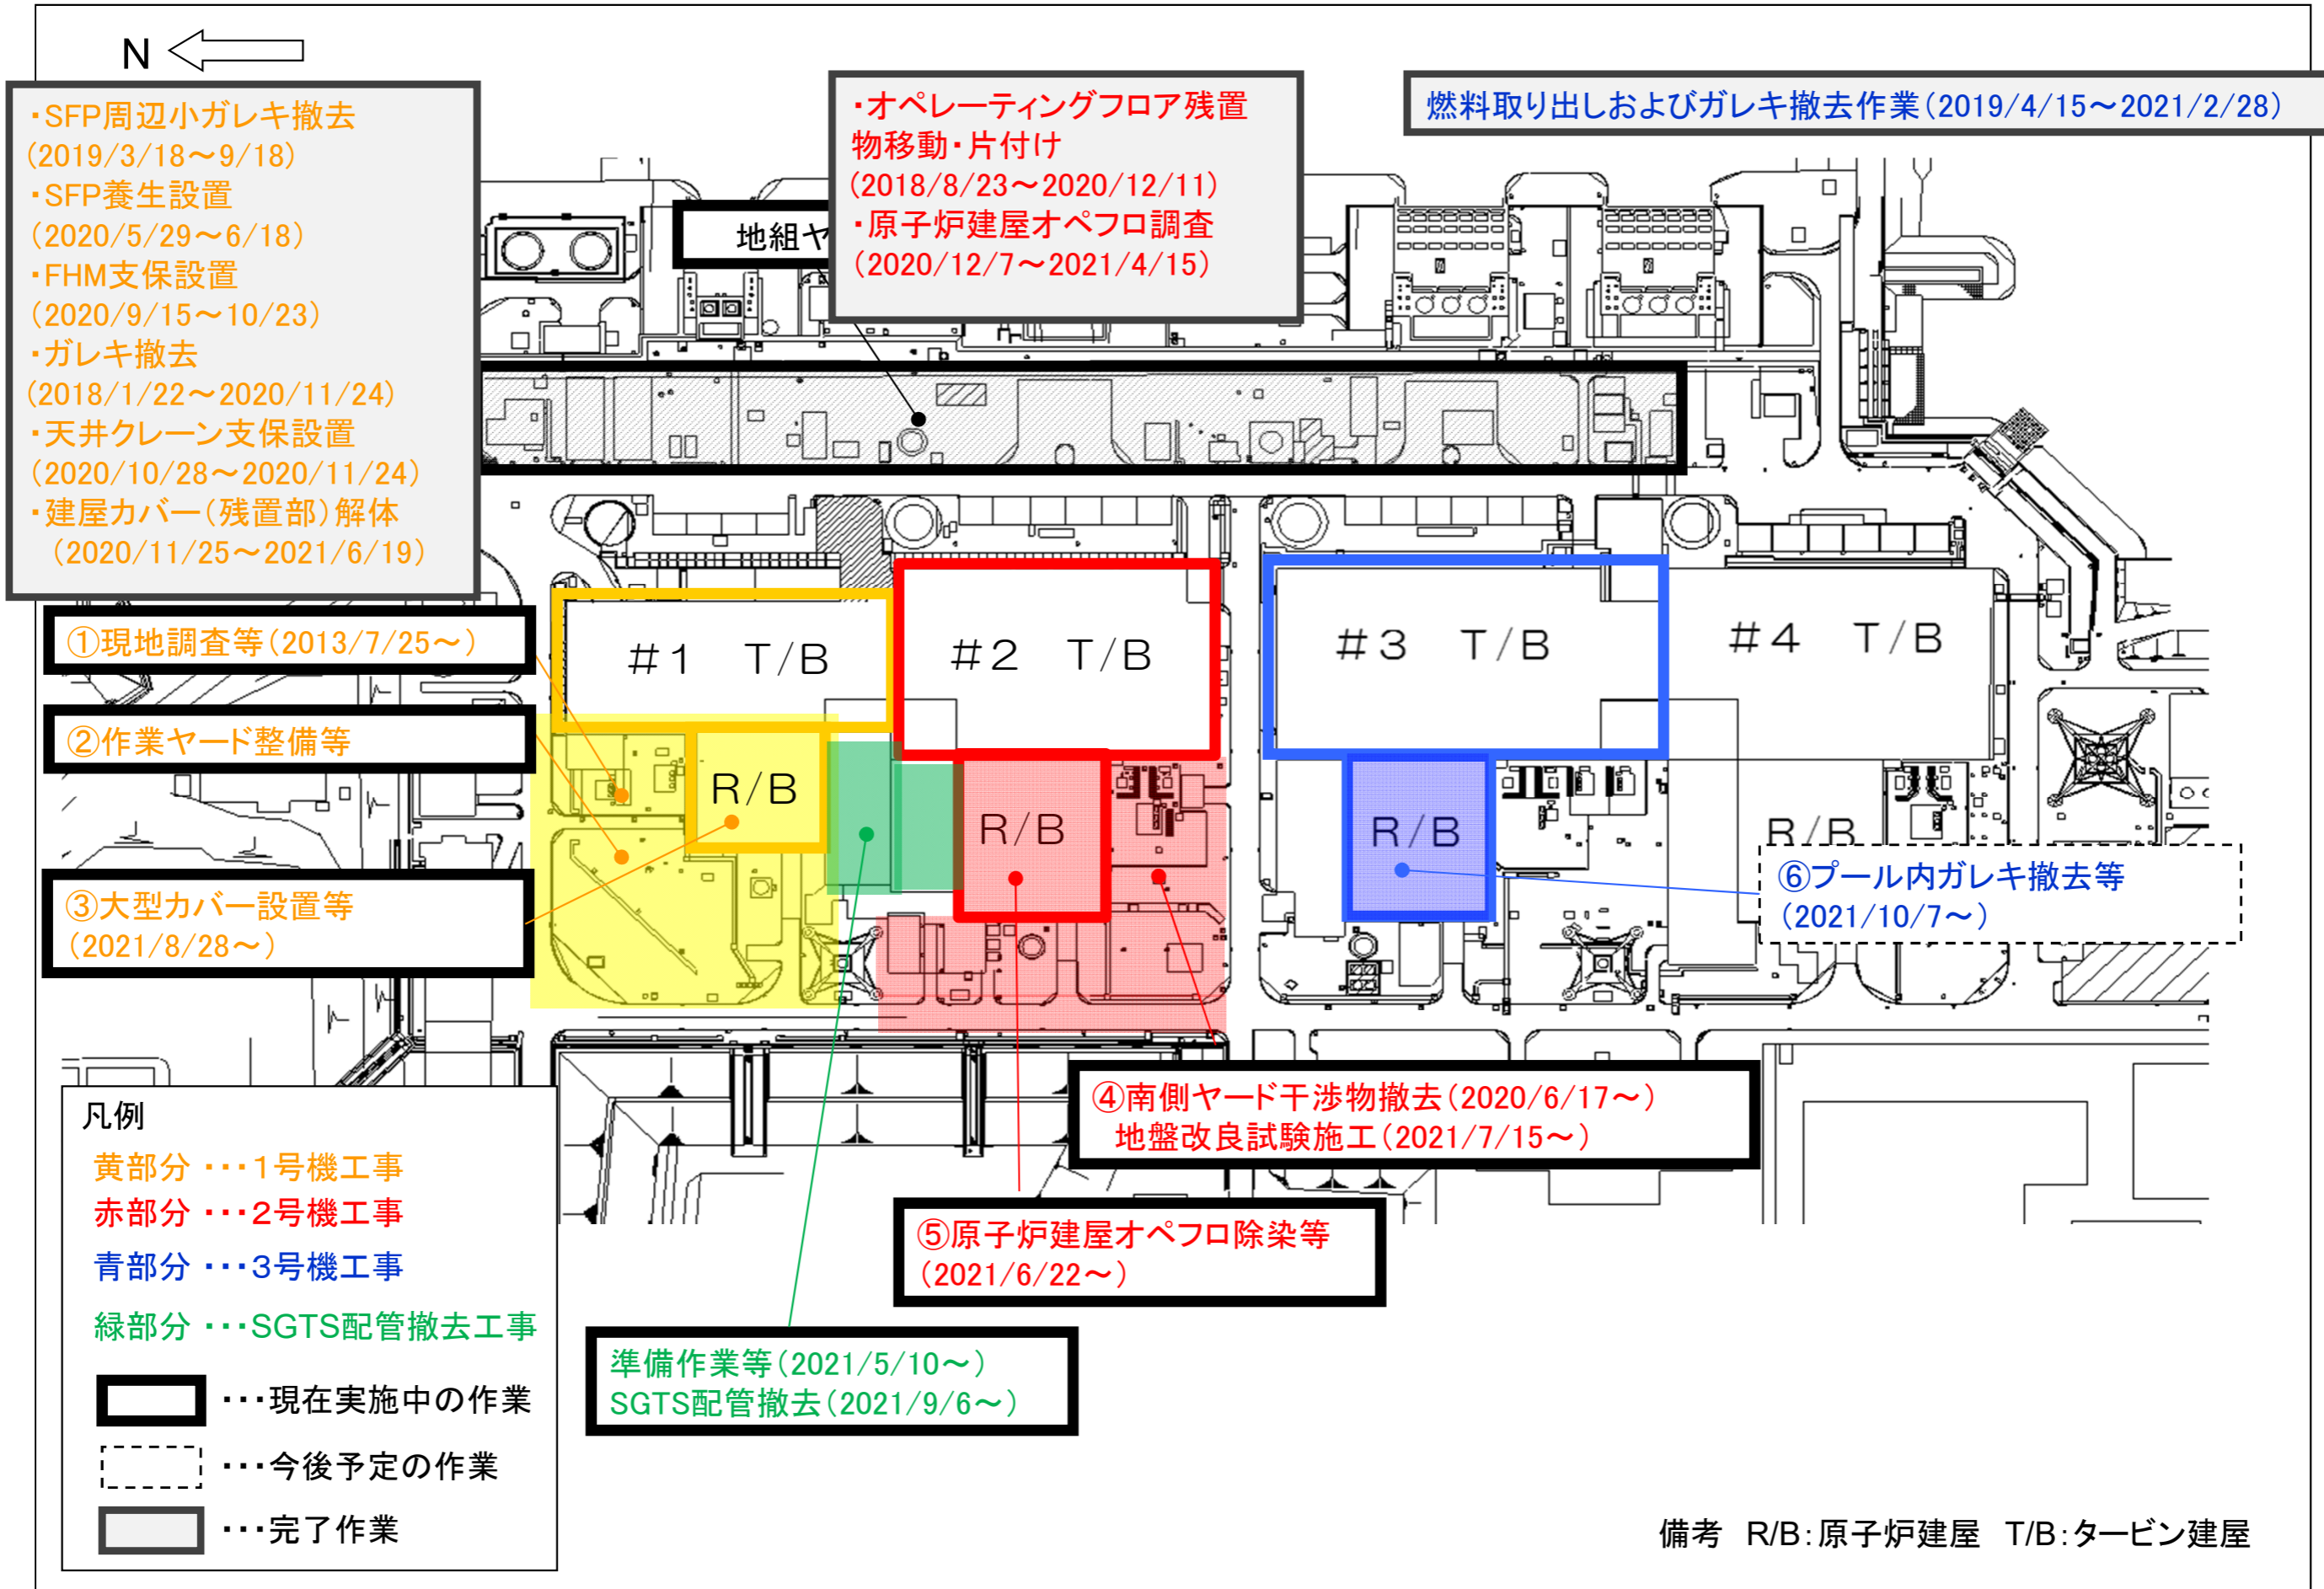 N
・SFP周辺小ガレキ撤去
(2019/3/18～9/18)
・SFP養生設置
(2020/5/29～6/18)
・FHM支保設置
(2020/9/15～10/23)
・ガレキ撤去
(2018/1/22～2020/11/24)
・天井クレーン支保設置
(2020/10/28～2020/11/24)
・建屋カバー(残置部)解体
(2020/11/25～2021/6/19)
・オペレーティングフロア残置
物移動・片付け
(2018/8/23～2020/12/11)
・原子炉建屋オペフロ調査
(2020/12/7～2021/4/15)
燃料取り出しおよびガレキ撤去作業(2019/4/15～2021/2/28)
地組ヤ
①現地調査等(2013/7/25～)
②作業ヤード整備等
③大型カバー設置等
(2021/8/28～)
#1 T/B
#2 T/B
#3 T/B
#4 T/B
R/B
R/B
R/B
R/B
⑥プール内ガレキ撤去等
(2021/10/7～)
④南側ヤード干渉物撤去(2020/6/17～)
地盤改良試験施工(2021/7/15～)
⑤原子炉建屋オペフロ除染等
(2021/6/22～)
準備作業等(2021/5/10～)
SGTS配管撤去(2021/9/6～)
凡例
黄部分 ・・・1号機工事
赤部分 ・・・2号機工事
青部分 ・・・3号機工事
緑部分 ・・・SGTS配管撤去工事
・・・現在実施中の作業
・・・今後予定の作業
・・・完了作業
備考 R/B:原子炉建屋 T/B:タービン建屋